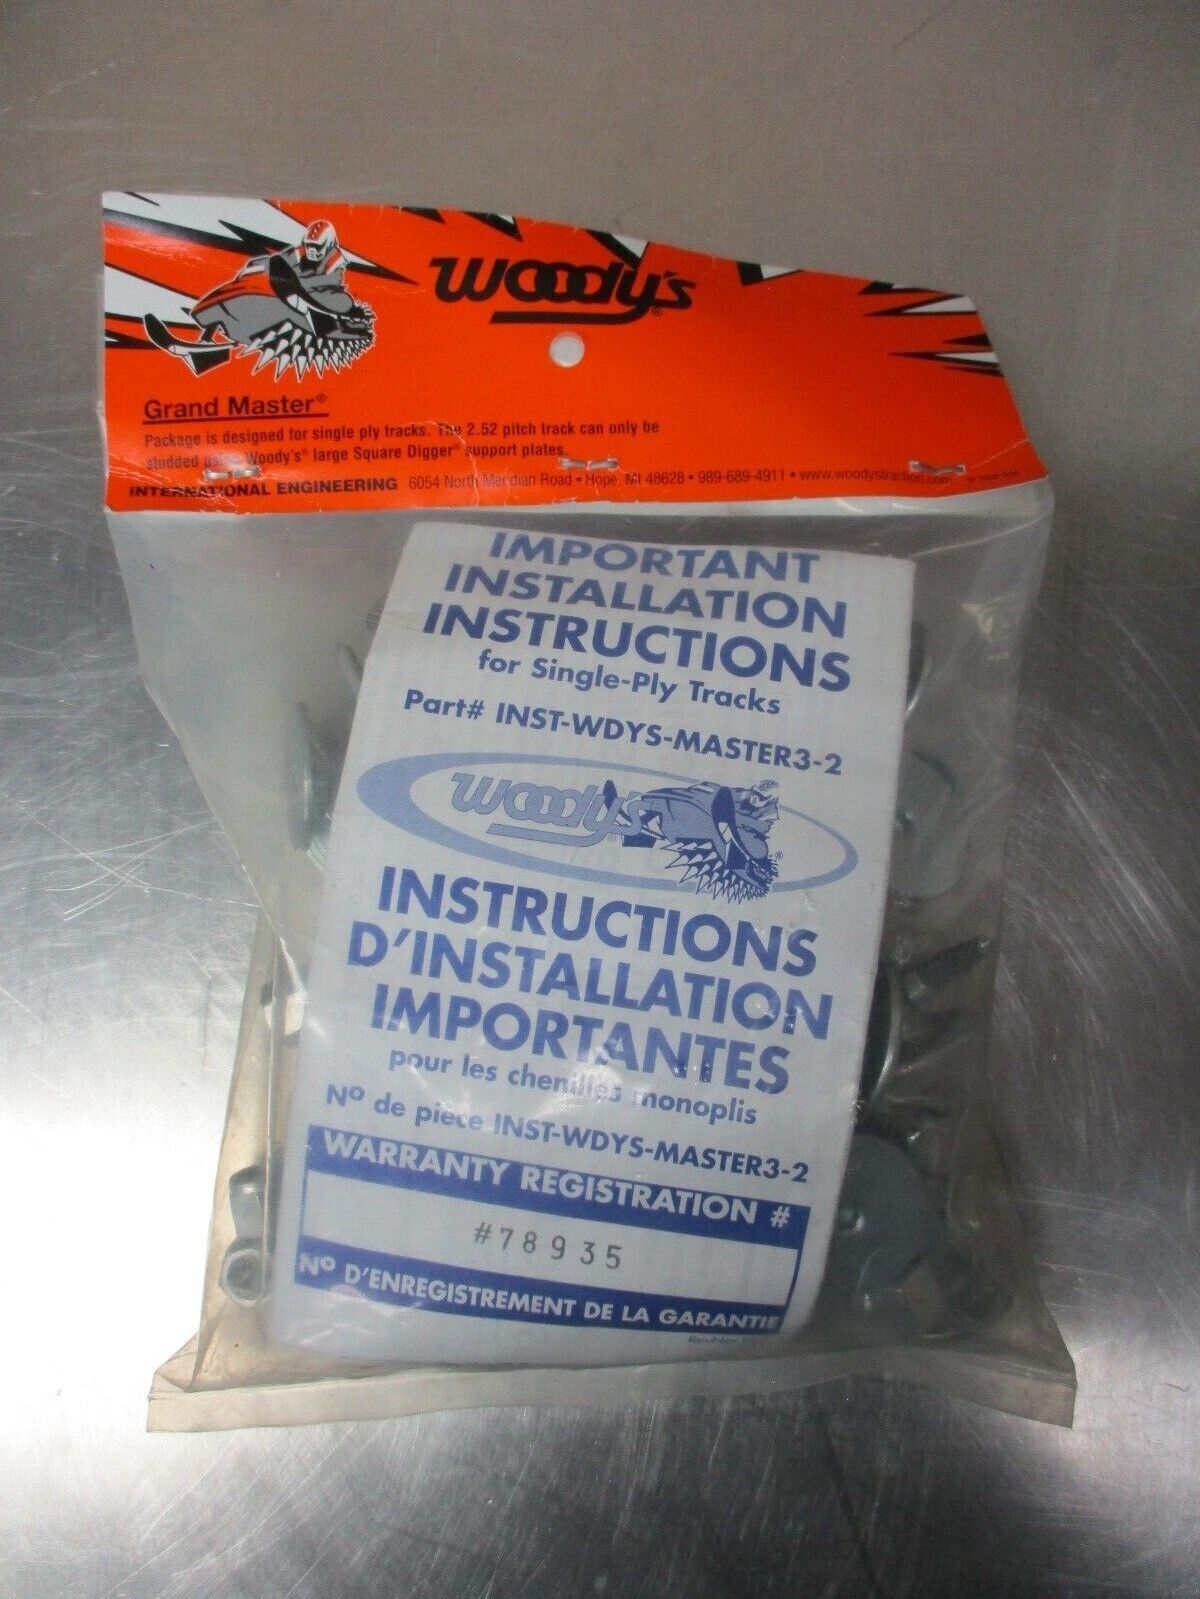 Woody's®
Grand Master®
Package is designed for single ply tracks. The 2.52 pitch track can only be
studded using Woody's® large Square Digger® support plates.
INTERNATIONAL ENGINEERING 6054 North Meridian Road • Hope, MI 48628 • 989-689-4911 • www.woodystraction.com
IMPORTANT
INSTALLATION
INSTRUCTIONS
for Single-Ply Tracks
Part# INST-WDYS-MASTER3-2
Woody's®
INSTRUCTIONS
D'INSTALLATION
IMPORTANTES
pour les chenilles monoplis
Nº de pièce INST-WDYS-MASTER3-2
WARRANTY REGISTRATION #
#78935
Nº D'ENREGISTREMENT DE LA GARANTIE